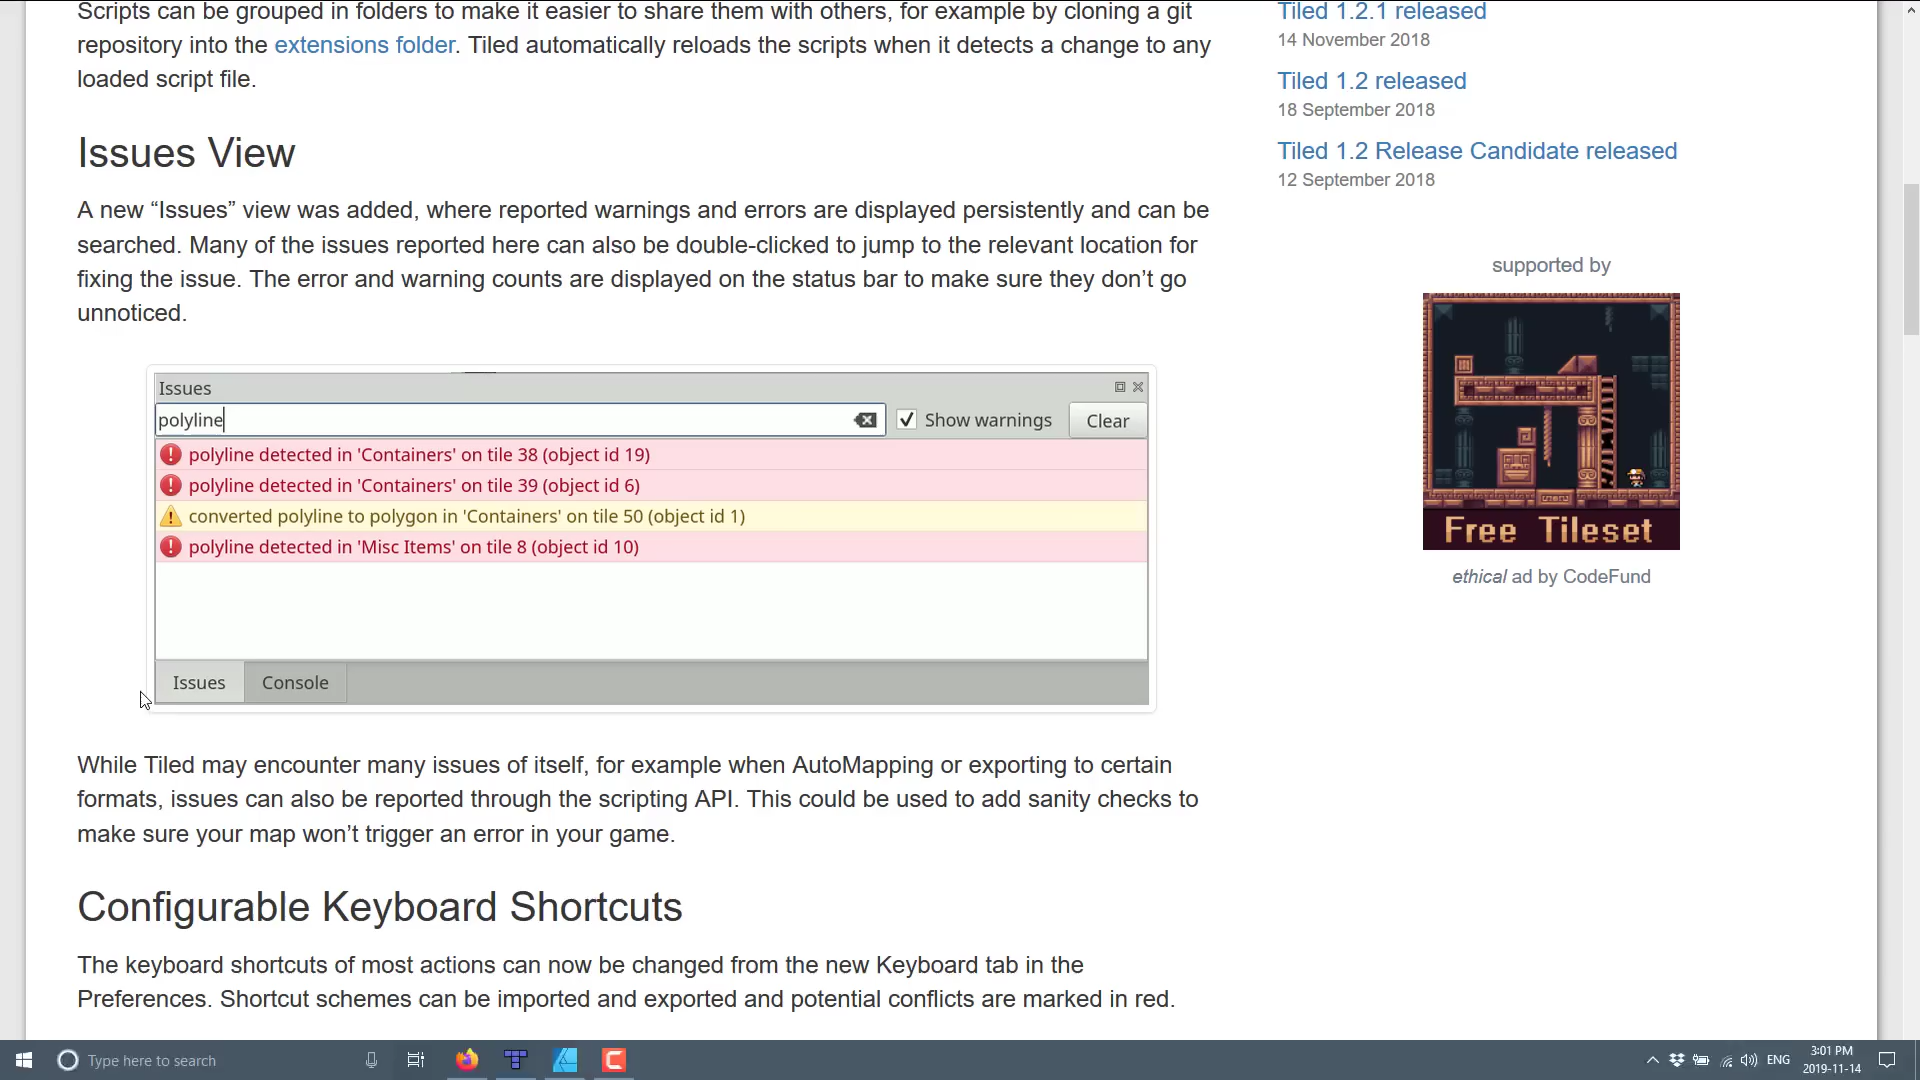 Scripts can be grouped in folders to make it easier to share them with others, for example by cloning a git
repository into the extensions folder. Tiled automatically reloads the scripts when it detects a change to any
loaded script file.
Issues View
A new “Issues” view was added, where reported warnings and errors are displayed persistently and can be
searched. Many of the issues reported here can also be double-clicked to jump to the relevant location for
fixing the issue. The error and warning counts are displayed on the status bar to make sure they don’t go
unnoticed.
Issues
polyline
Show warnings
Clear
polyline detected in 'Containers' on tile 38 (object id 19)
polyline detected in 'Containers' on tile 39 (object id 6)
converted polyline to polygon in 'Containers' on tile 50 (object id 1)
polyline detected in 'Misc Items' on tile 8 (object id 10)
Issues
Console
While Tiled may encounter many issues of itself, for example when AutoMapping or exporting to certain
formats, issues can also be reported through the scripting API. This could be used to add sanity checks to
make sure your map won’t trigger an error in your game.
Configurable Keyboard Shortcuts
The keyboard shortcuts of most actions can now be changed from the new Keyboard tab in the
Preferences. Shortcut schemes can be imported and exported and potential conflicts are marked in red.
Tiled 1.2.1 released
14 November 2018
Tiled 1.2 released
18 September 2018
Tiled 1.2 Release Candidate released
12 September 2018
supported by
Free Tileset
ethical ad by CodeFund
Type here to search
ENG
3:01 PM
2019-11-14